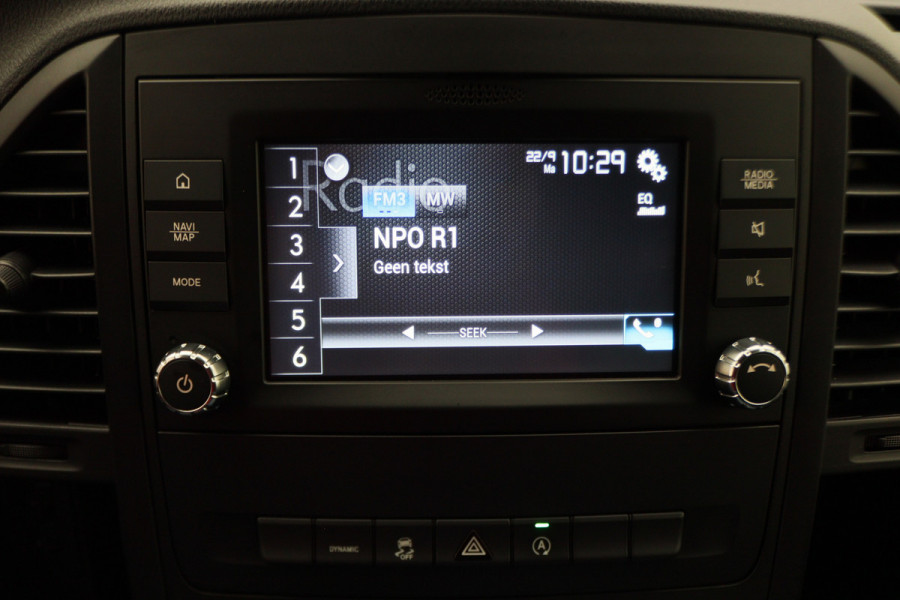 1
2
3
4
5
6
Radio
22/9
Ma
10:29
FM3
MW
EQ
NPO R1
Geen tekst
SEEK
NAVI
MAP
MODE
RADIO
MEDIA
DYNAMIC
OFF
A